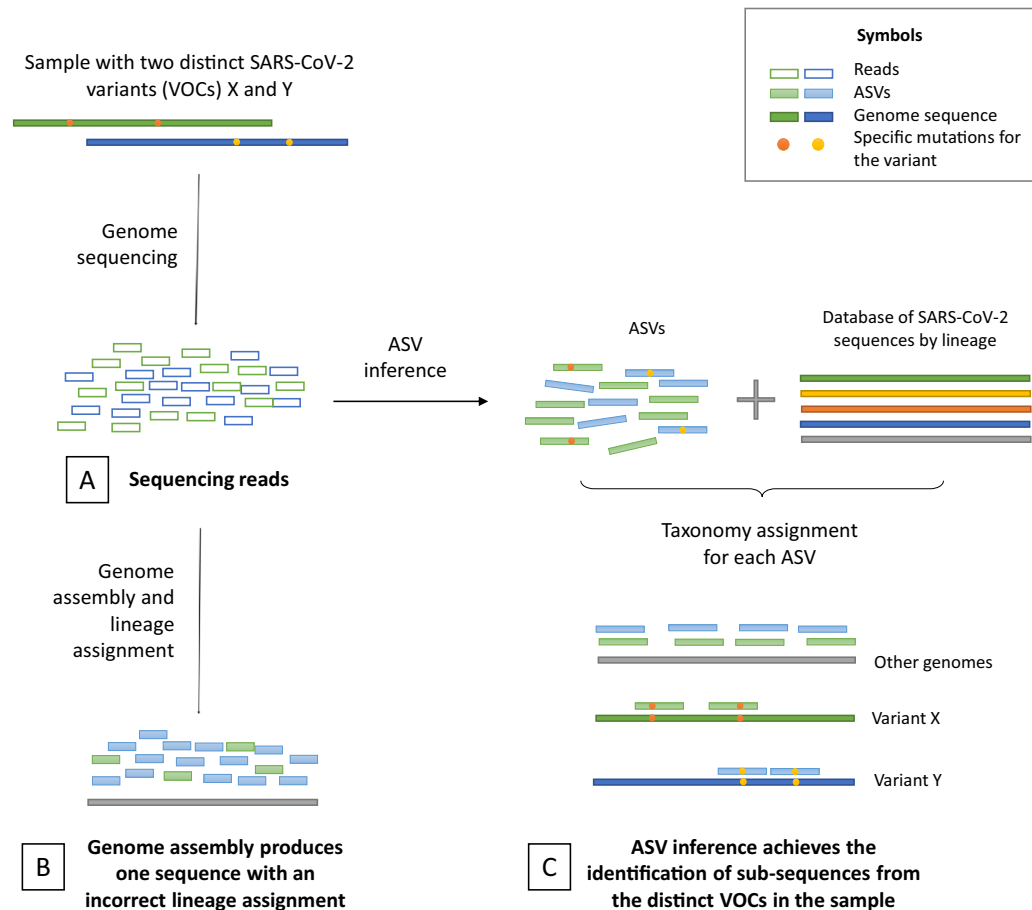 Sample with two distinct SARS-CoV-2
variants (VOCs) X and Y
Symbols
Reads
ASVs
Genome sequence
Specific mutations for
the variant
Genome
sequencing
ASV
inference
ASVs
Database of SARS-CoV-2
sequences by lineage
A
Sequencing reads
Taxonomy assignment
for each ASV
Genome
assembly and
lineage
assignment
Other genomes
Variant X
Variant Y
B
Genome assembly produces
one sequence with an
incorrect lineage assignment
C
ASV inference achieves the
identification of sub-sequences from
the distinct VOCs in the sample